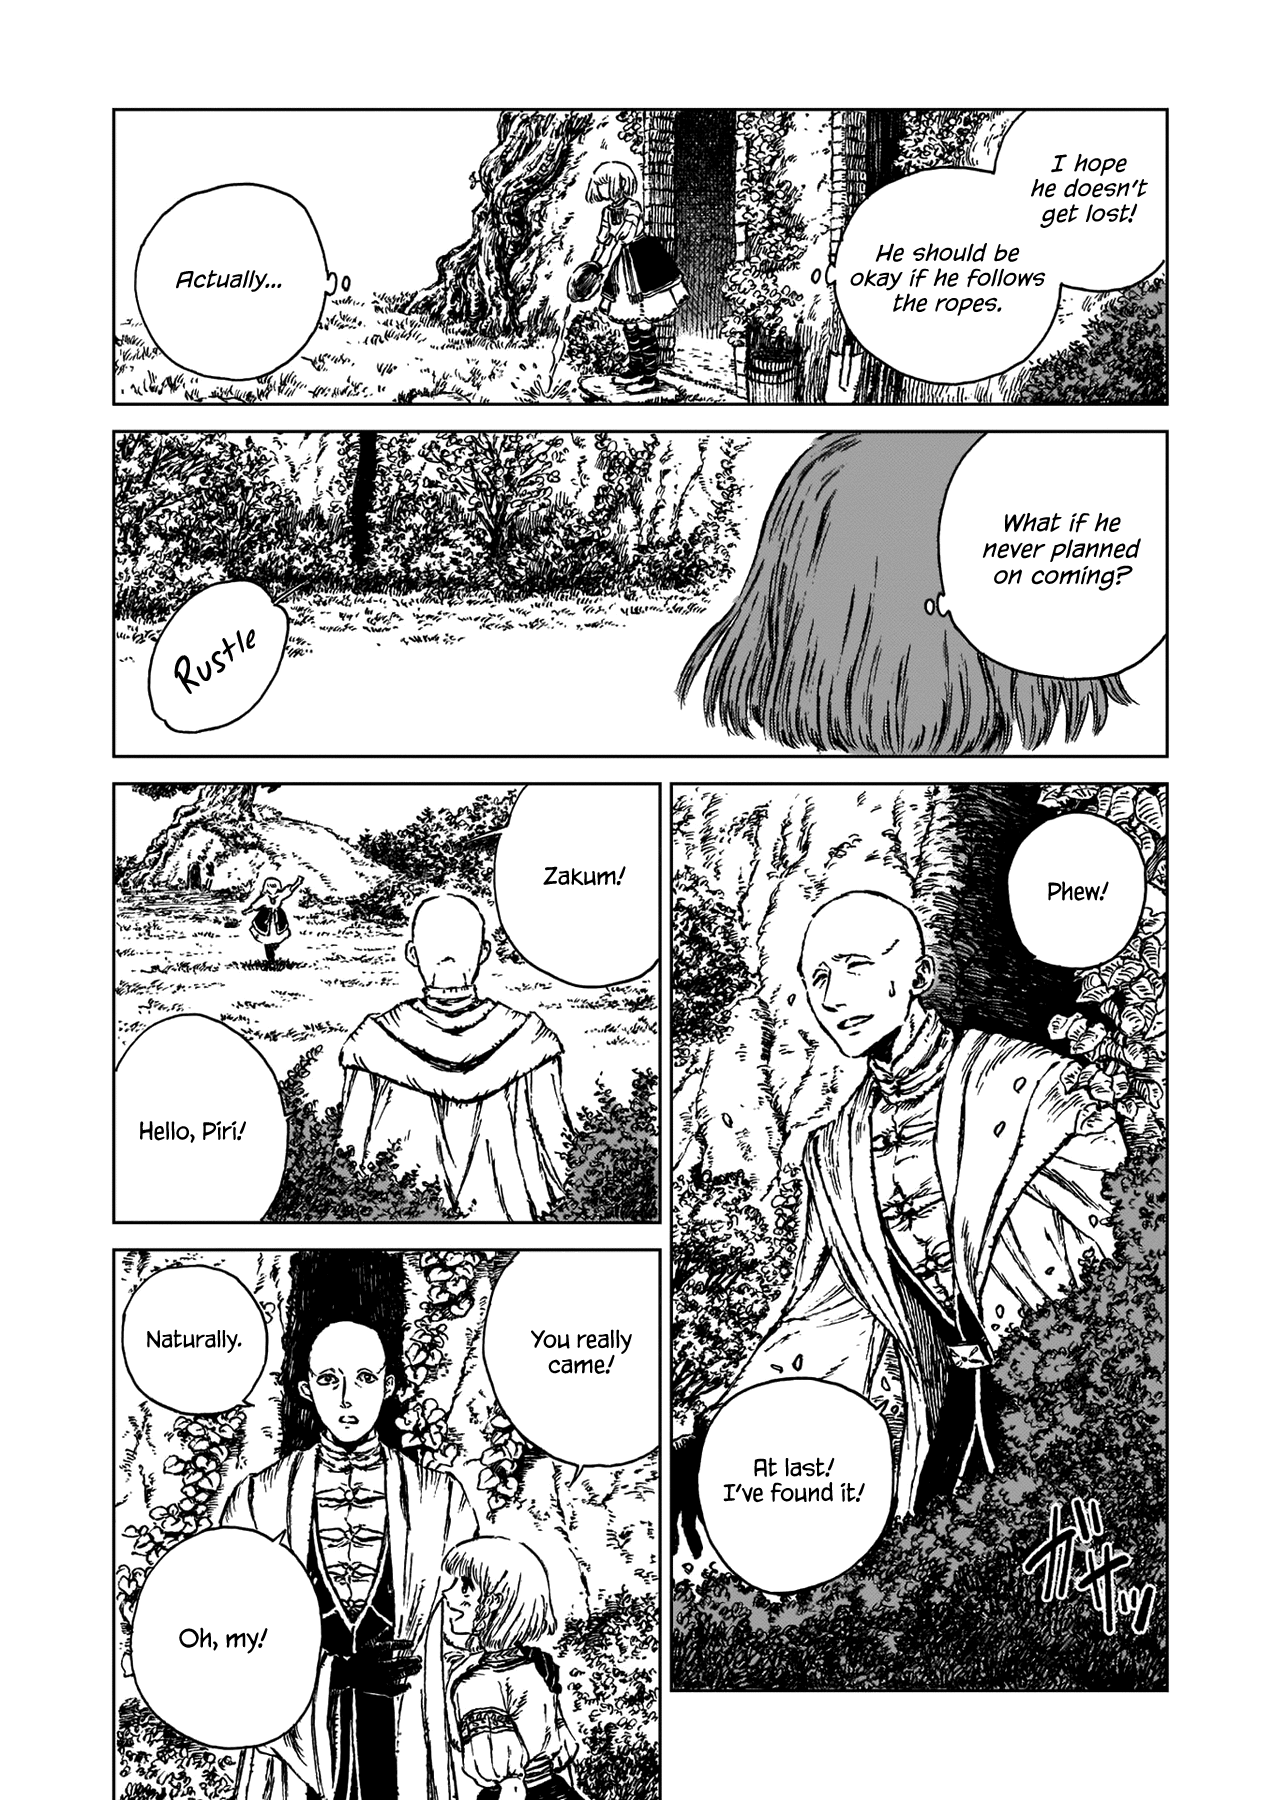 I hope
he doesn't
get lost!
He should be
okay if he follows
the ropes.
Actually...
What if he
never planned
on coming?
Rustle
Phew!
At last!
I've found it!
ガサガサッ
Zakum!
Hello, Piri!
You really
came!
Naturally.
Oh, my!